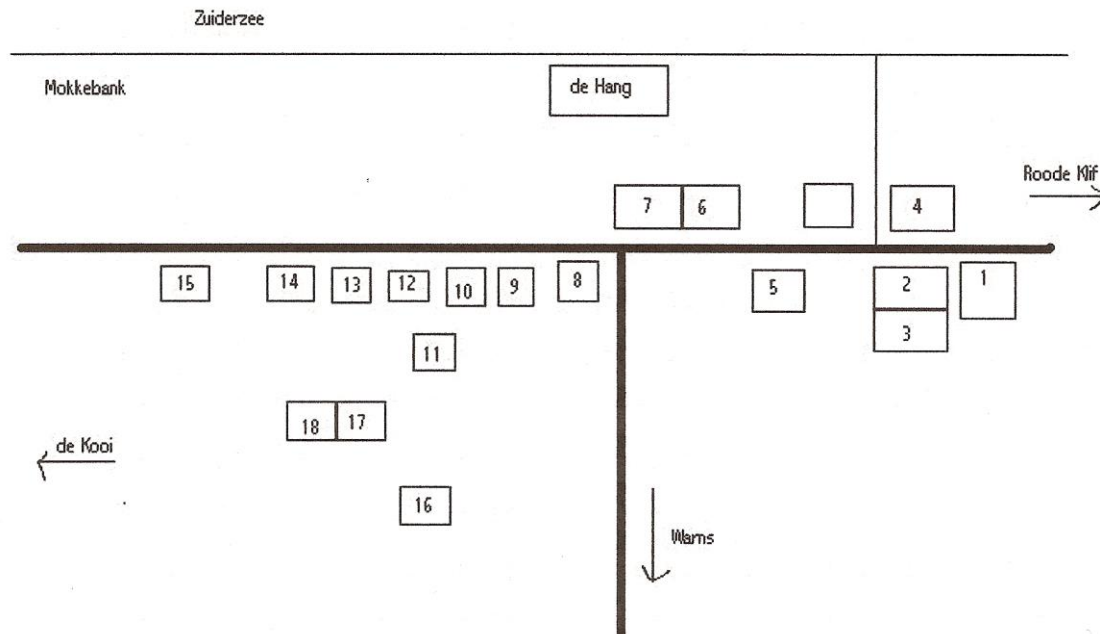 Zuiderzee
Mokkebank
de Hang
Roode Klif
7 6 4
15 14 13 12 10 9 8 5 2 1
3
11
18 17
de Kooi
16
Warns